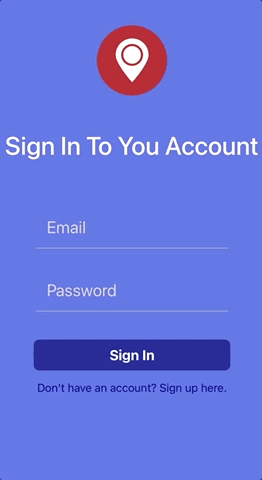 Sign In To You Account
Email
Password
Sign In
Don't have an account? Sign up here.